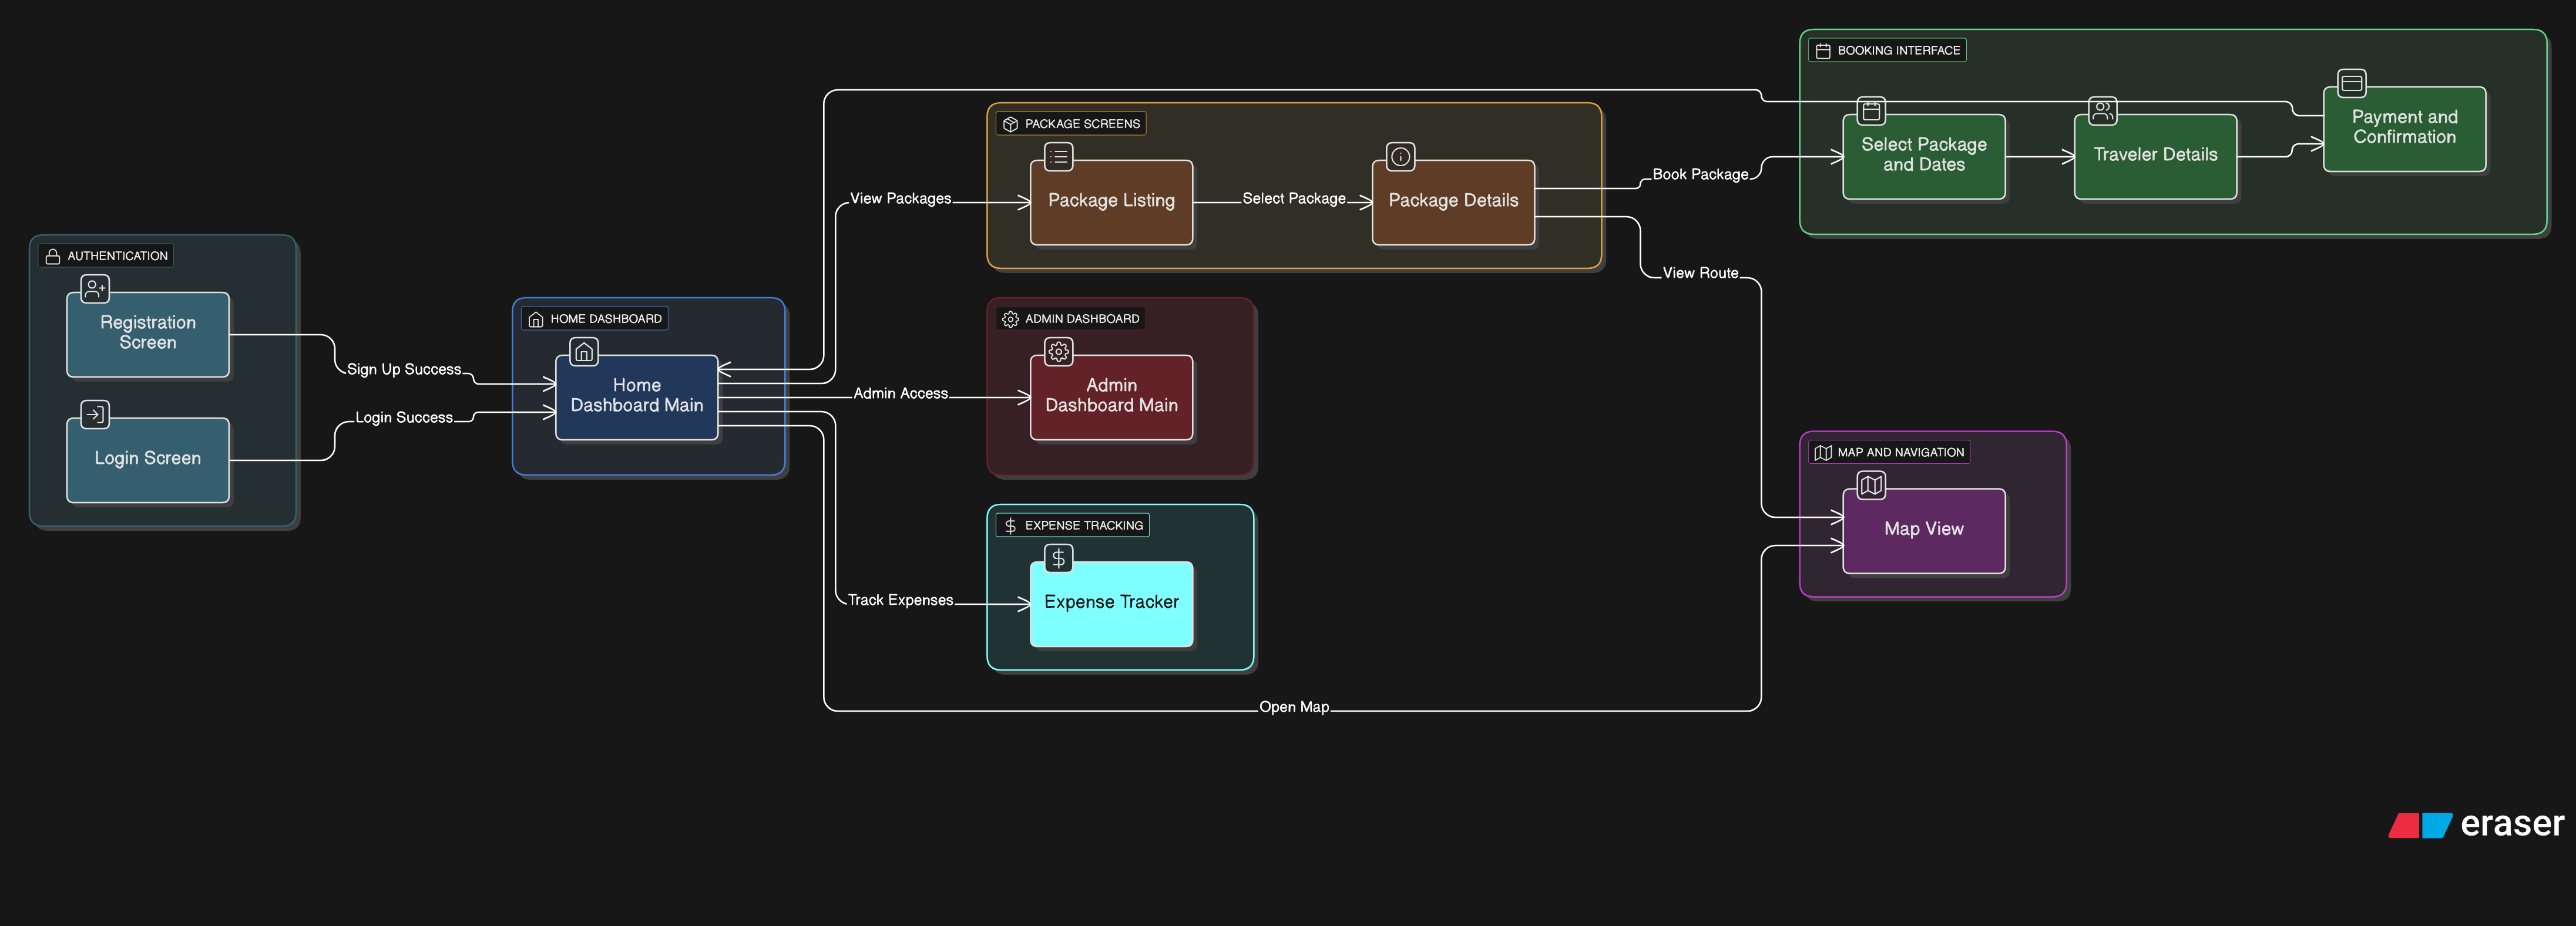 AUTHENTICATION
Registration
Screen
Login Screen
Sign Up Success
Login Success
HOME DASHBOARD
Home
Dashboard Main
View Packages
Admin Access
Track Expenses
Open Map
PACKAGE SCREENS
Package Listing
Select Package
Package Details
ADMIN DASHBOARD
Admin
Dashboard Main
EXPENSE TRACKING
Expense Tracker
Book Package
View Route
BOOKING INTERFACE
Select Package
and Dates
Traveler Details
Payment and
Confirmation
MAP AND NAVIGATION
Map View
eraser